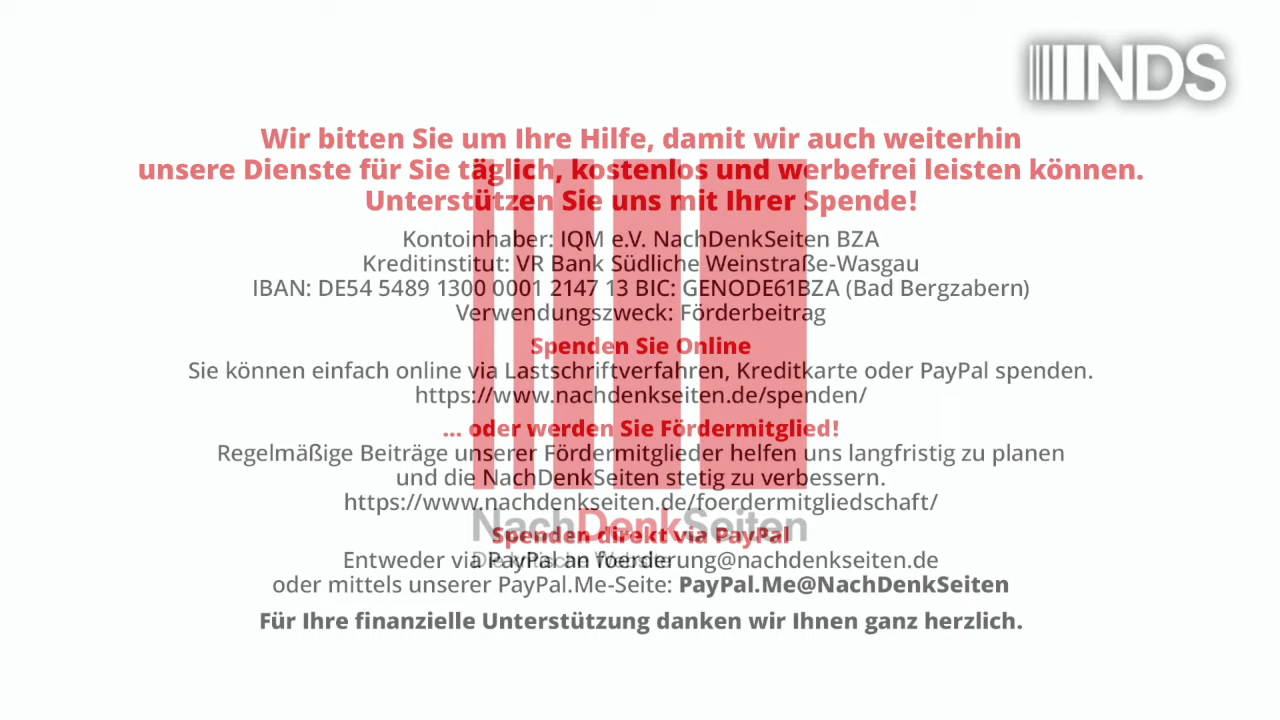 NDS
Wir bitten Sie um Ihre Hilfe, damit wir auch weiterhin
unsere Dienste für Sie täglich, kostenlos und werbefrei leisten können.
Unterstützen Sie uns mit Ihrer Spende!
Kontoinhaber: IQM e.V. NachDenkSeiten BZA
Kreditinstitut: VR Bank Südliche Weinstraße-Wasgau
IBAN: DE54 5489 1300 0001 2147 13 BIC: GENODE61BZA (Bad Bergzabern)
Verwendungszweck: Förderbeitrag
Spenden Sie Online
Sie können einfach online via Lastschriftverfahren, Kreditkarte oder PayPal spenden.
https://www.nachdenkseiten.de/spenden/
... oder werden Sie Fördermitglied!
Regelmäßige Beiträge unserer Fördermitglieder helfen uns langfristig zu planen
und die NachDenkSeiten stetig zu verbessern.
https://www.nachdenkseiten.de/foerdermitgliedschaft/
NachDenkSeiten
Spenden direkt via PayPal
Entweder via PayPal an foerderung@nachdenkseiten.de
oder mittels unserer PayPal.Me-Seite: PayPal.Me@NachDenkSeiten
Für Ihre finanzielle Unterstützung danken wir Ihnen ganz herzlich.